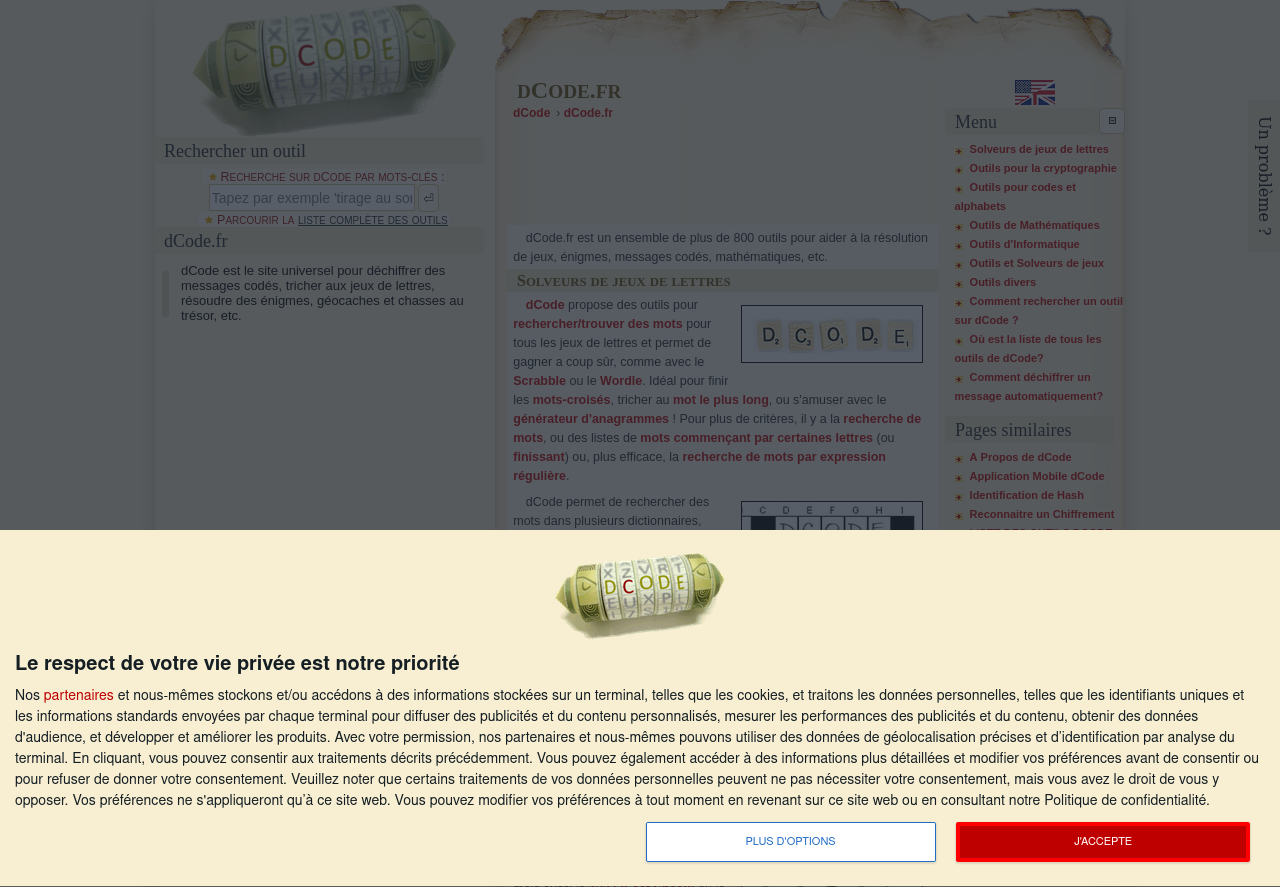 DCODE
Rechercher un outil
Recherche sur dCode par mots-clés :
Tapez par exemple 'tirage au sor
Parcourir la liste complète des outils
dCode.fr
dCode est le site universel pour déchiffrer des
messages codés, tricher aux jeux de lettres,
résoudre des énigmes, géocaches et chasses au
trésor, etc.
dCode.fr
dCode › dCode.fr
dCode.fr est un ensemble de plus de 800 outils pour aider à la résolution
de jeux, énigmes, messages codés, mathématiques, etc.
Solveurs de jeux de lettres
dCode propose des outils pour
rechercher/trouver des mots pour
tous les jeux de lettres et permet de
gagner a coup sûr, comme avec le
Scrabble ou le Wordle. Idéal pour finir
les mots-croisés, tricher au mot le plus long, ou s'amuser avec le
générateur d'anagrammes ! Pour plus de critères, il y a la recherche de
mots, ou des listes de mots commençant par certaines lettres (ou
finissant) ou, plus efficace, la recherche de mots par expression
régulière.
D2 C3 O1 D2 E1
dCode permet de rechercher des
mots dans plusieurs dictionnaires,
C D E F G H I
DCODE
Menu
Solveurs de jeux de lettres
Outils pour la cryptographie
Outils pour codes et
alphabets
Outils de Mathématiques
Outils d'Informatique
Outils et Solveurs de jeux
Outils divers
Comment rechercher un outil
sur dCode ?
Où est la liste de tous les
outils de dCode?
Comment déchiffrer un
message automatiquement?
Pages similaires
A Propos de dCode
Application Mobile dCode
Identification de Hash
Reconnaitre un Chiffrement
Un problème ?
DCODE
Le respect de votre vie privée est notre priorité
Nos partenaires et nous-mêmes stockons et/ou accédons à des informations stockées sur un terminal, telles que les cookies, et traitons les données personnelles, telles que les identifiants uniques et
les informations standards envoyées par chaque terminal pour diffuser des publicités et du contenu personnalisés, mesurer les performances des publicités et du contenu, obtenir des données
d'audience, et développer et améliorer les produits. Avec votre permission, nos partenaires et nous-mêmes pouvons utiliser des données de géolocalisation précises et d’identification par analyse du
terminal. En cliquant, vous pouvez consentir aux traitements décrits précédemment. Vous pouvez également accéder à des informations plus détaillées et modifier vos préférences avant de consentir ou
pour refuser de donner votre consentement. Veuillez noter que certains traitements de vos données personnelles peuvent ne pas nécessiter votre consentement, mais vous avez le droit de vous y
opposer. Vos préférences ne s'appliqueront qu’à ce site web. Vous pouvez modifier vos préférences à tout moment en revenant sur ce site web ou en consultant notre Politique de confidentialité.
PLUS D'OPTIONS
J'ACCEPTE